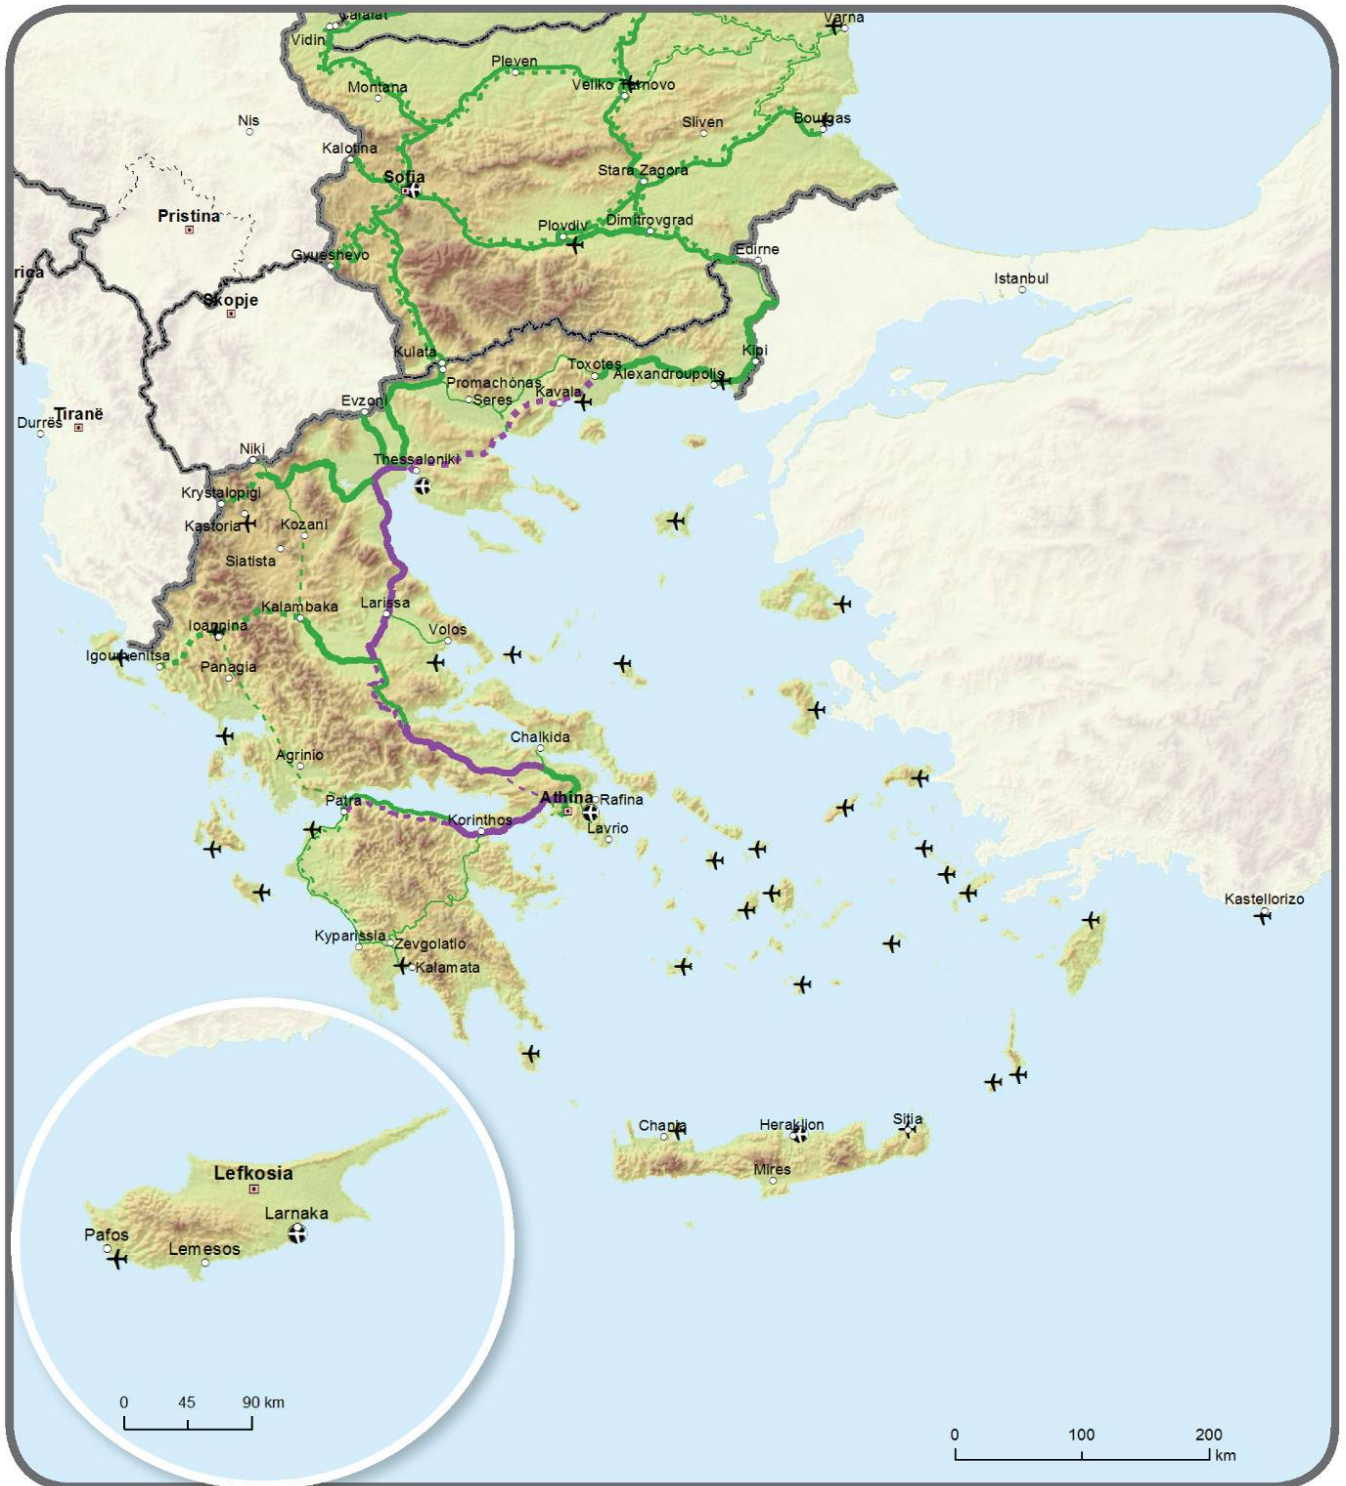 Calafat
Varna
Vidin
Pleven
Montana
Veliko Tarnovo
Nis
Sliven
Bourgas
Kalotina
Sofia
Stara Zagora
Pristina
Plovdiv
Dimitrovgrad
Gyueshevo
Edirne
rica
Istanbul
Skopje
Kulata
Kipi
Toxotes
Alexandroupolis
Promachonas
Seres
Kavala
Evzoni
Tiranë
Durrës
Niki
Thessaloniki
Krystalopigi
Kastoria
Kozani
Siatista
Kalambaka
Larissa
Ioannina
Volos
Igoumenitsa
Panagia
Chalkida
Agrinio
Athina
Rafina
Patra
Korinthos
Lavrio
Kastellorizo
Kyparissia
Zevgolatio
Kalamata
Chania
Heraklion
Sitia
Mires
Lefkosia
Larnaka
Pafos
Lemesos
0 45 90 km
0 100 200
km